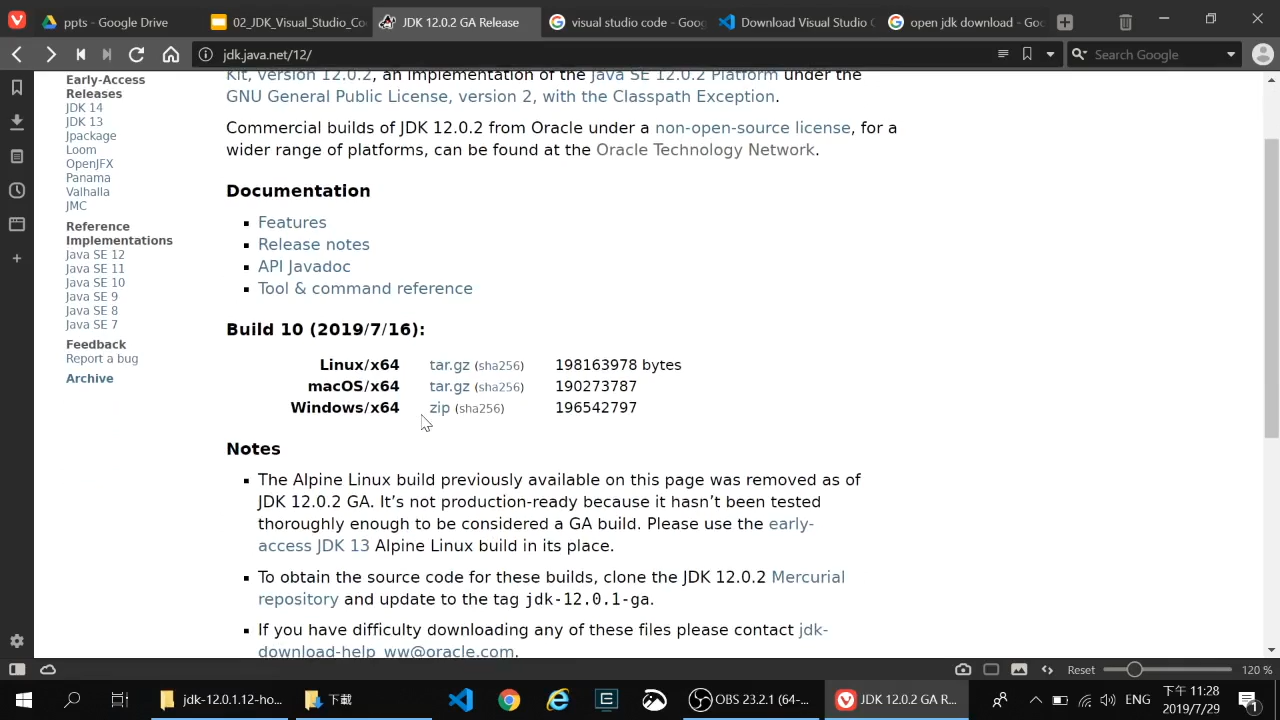 ppts - Google Drive
02_JDK_Visual_Studio_Co
JDK 12.0.2 GA Release
visual studio code - Goog
Download Visual Studio C
open jdk download - Goo
jdk.java.net/12/
Search Google
Early-Access
Releases
JDK 14
JDK 13
Jpackage
Loom
OpenJFX
Panama
Valhalla
JMC
Reference
Implementations
Java SE 12
Java SE 11
Java SE 10
Java SE 9
Java SE 8
Java SE 7
Feedback
Report a bug
Archive
Kit, version 12.0.2, an implementation of the Java SE 12.0.2 Platform under the
GNU General Public License, version 2, with the Classpath Exception.
Commercial builds of JDK 12.0.2 from Oracle under a non-open-source license, for a
wider range of platforms, can be found at the Oracle Technology Network.
Documentation
Features
Release notes
API Javadoc
Tool & command reference
Build 10 (2019/7/16):
Linux/x64 tar.gz (sha256) 198163978 bytes
macOS/x64 tar.gz (sha256) 190273787
Windows/x64 zip (sha256) 196542797
Notes
The Alpine Linux build previously available on this page was removed as of
JDK 12.0.2 GA. It’s not production-ready because it hasn’t been tested
thoroughly enough to be considered a GA build. Please use the early-
access JDK 13 Alpine Linux build in its place.
To obtain the source code for these builds, clone the JDK 12.0.2 Mercurial
repository and update to the tag jdk-12.0.1-ga.
If you have difficulty downloading any of these files please contact jdk-
download-help_ww@oracle.com.
Reset
120 %
jdk-12.0.1.12-ho...
下載
OBS 23.2.1 (64-...
JDK 12.0.2 GA R...
ENG
下午 11:28
2019/7/29
1